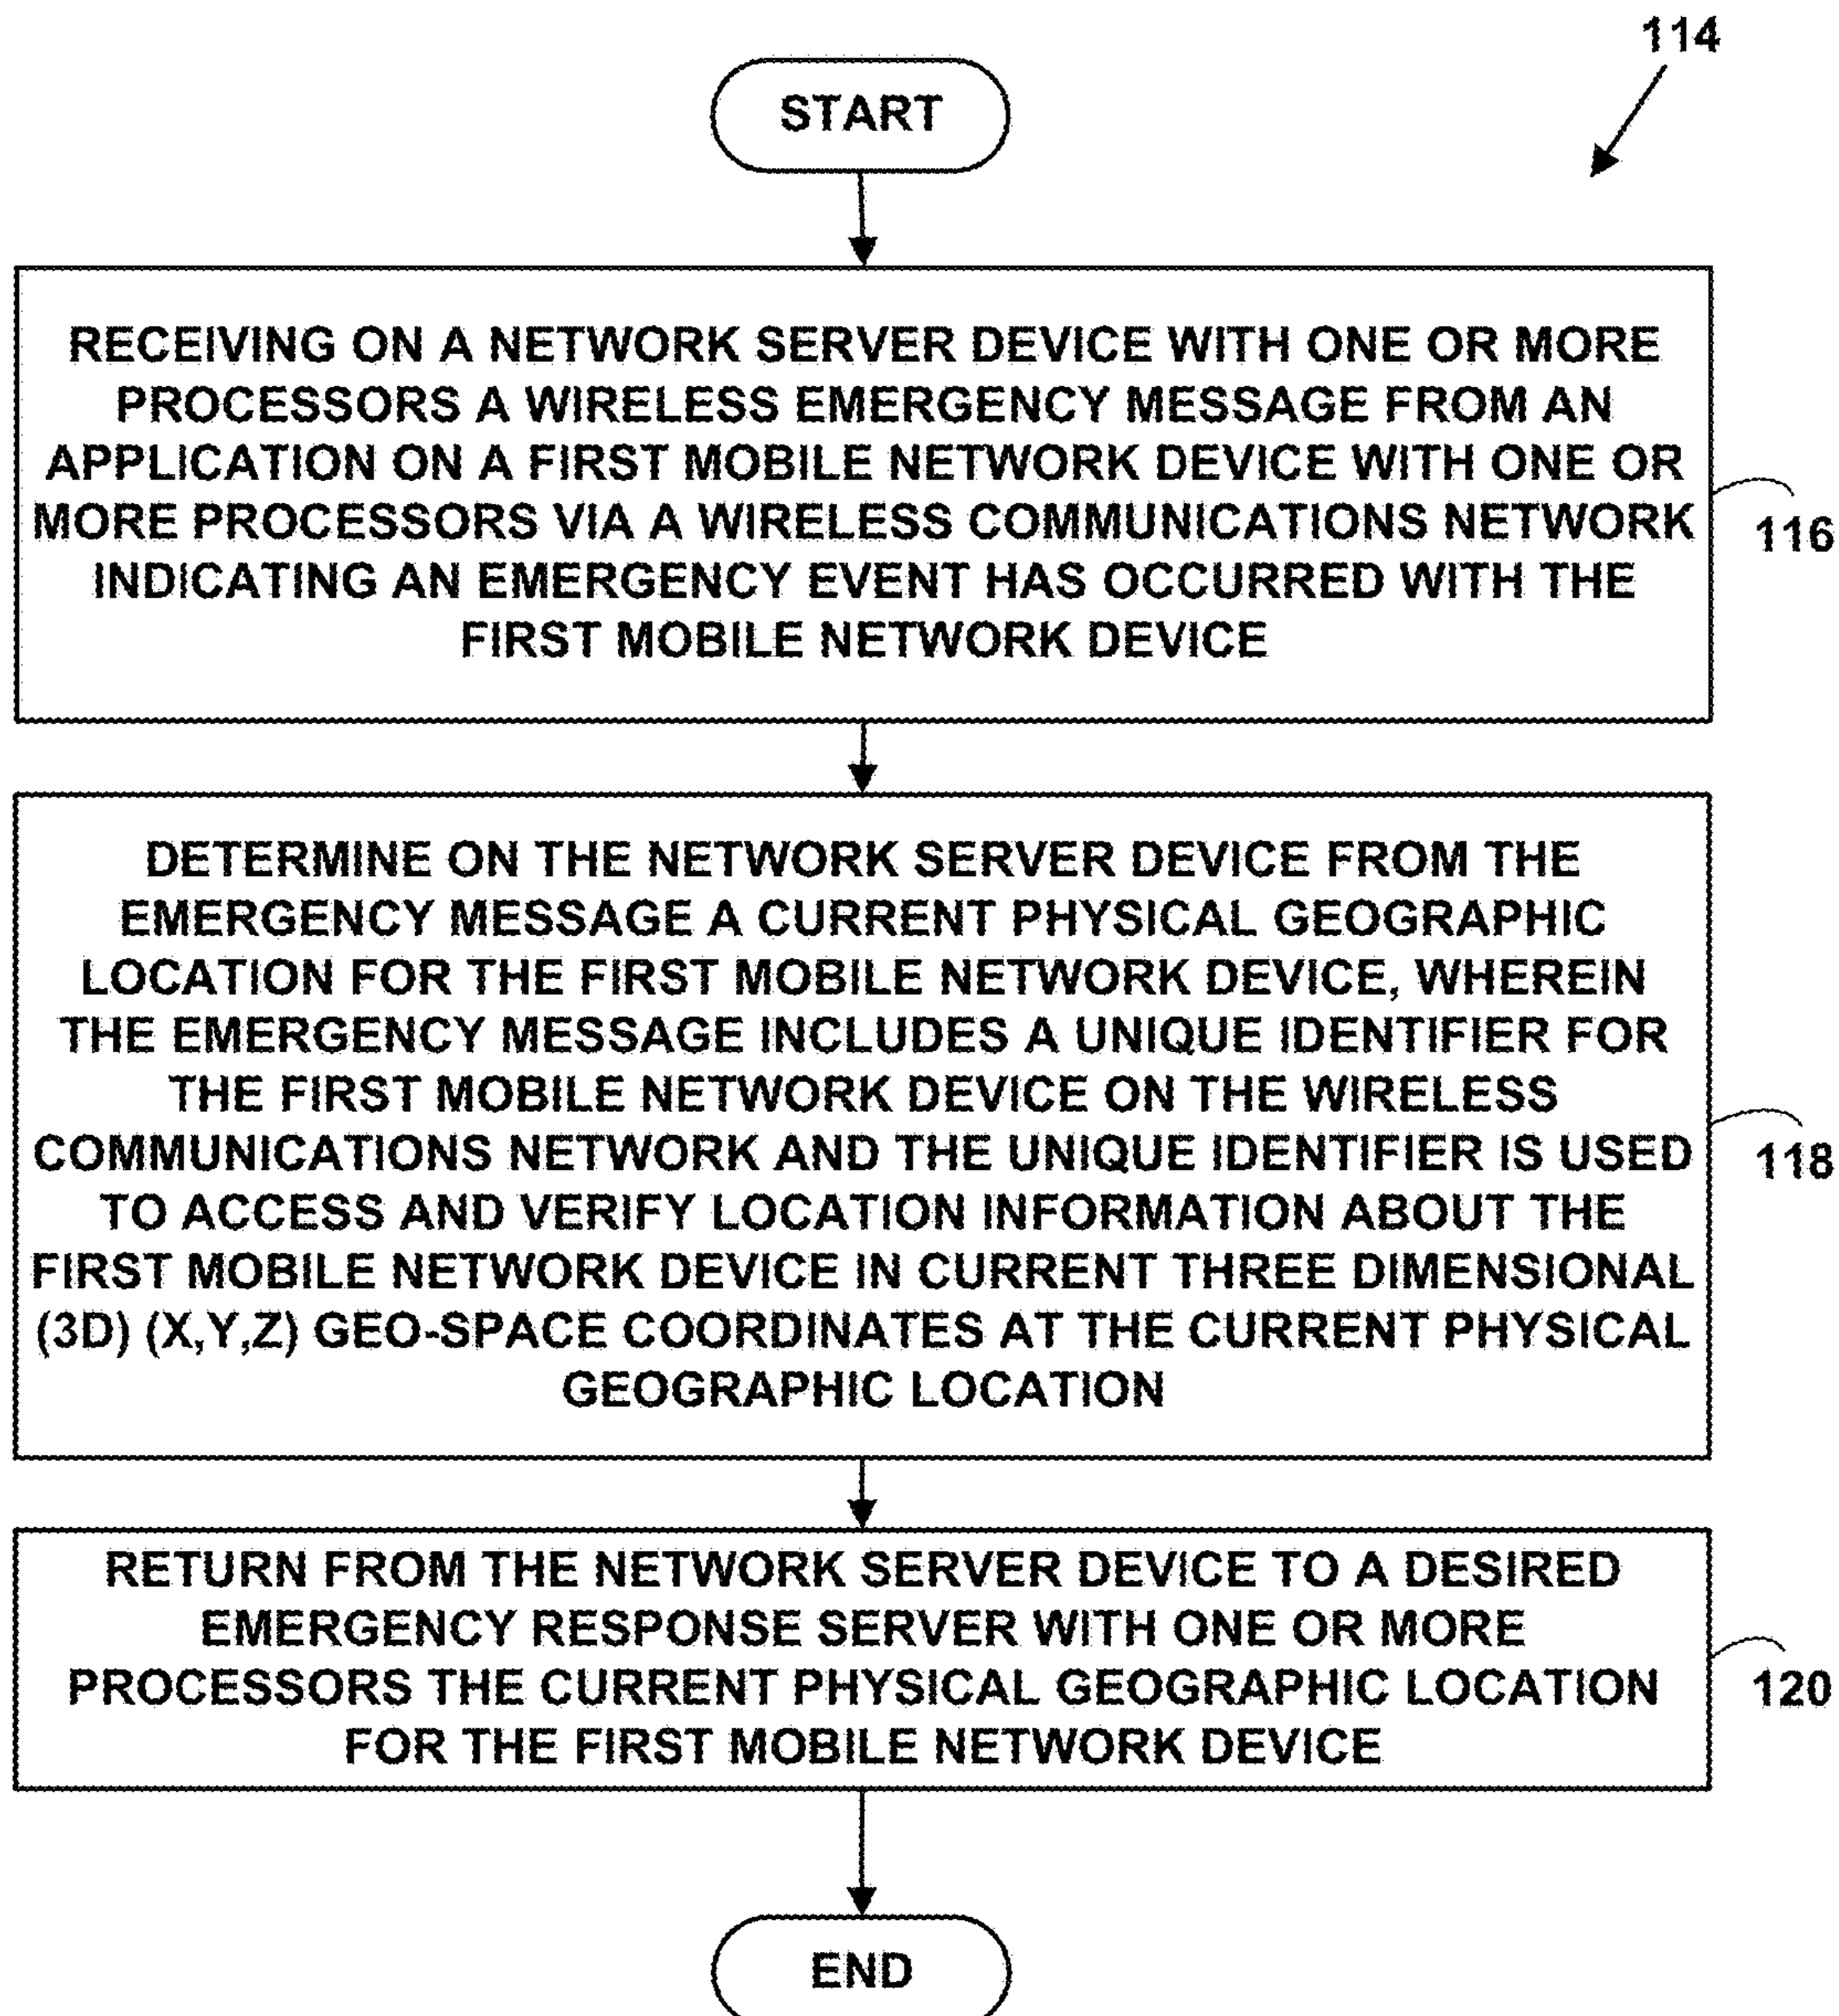 114
START
RECEIVING ON A NETWORK SERVER DEVICE WITH ONE OR MORE
PROCESSORS A WIRELESS EMERGENCY MESSAGE FROM AN
APPLICATION ON A FIRST MOBILE NETWORK DEVICE WITH ONE OR
MORE PROCESSORS VIA A WIRELESS COMMUNICATIONS NETWORK
INDICATING AN EMERGENCY EVENT HAS OCCURRED WITH THE
FIRST MOBILE NETWORK DEVICE
116
DETERMINE ON THE NETWORK SERVER DEVICE FROM THE
EMERGENCY MESSAGE A CURRENT PHYSICAL GEOGRAPHIC
LOCATION FOR THE FIRST MOBILE NETWORK DEVICE, WHEREIN
THE EMERGENCY MESSAGE INCLUDES A UNIQUE IDENTIFIER FOR
THE FIRST MOBILE NETWORK DEVICE ON THE WIRELESS
COMMUNICATIONS NETWORK AND THE UNIQUE IDENTIFIER IS USED
TO ACCESS AND VERIFY LOCATION INFORMATION ABOUT THE
FIRST MOBILE NETWORK DEVICE IN CURRENT THREE DIMENSIONAL
(3D) (X,Y,Z) GEO-SPACE COORDINATES AT THE CURRENT PHYSICAL
GEOGRAPHIC LOCATION
118
RETURN FROM THE NETWORK SERVER DEVICE TO A DESIRED
EMERGENCY RESPONSE SERVER WITH ONE OR MORE
PROCESSORS THE CURRENT PHYSICAL GEOGRAPHIC LOCATION
FOR THE FIRST MOBILE NETWORK DEVICE
120
END